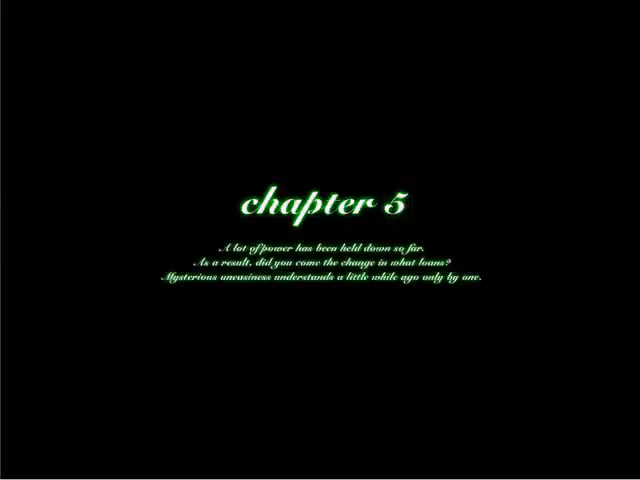 chapter 5
A lot of power has been held down so far.
As a result, did you come the change in what loans?
Mysterious uneasiness understands a little while ago only by one.